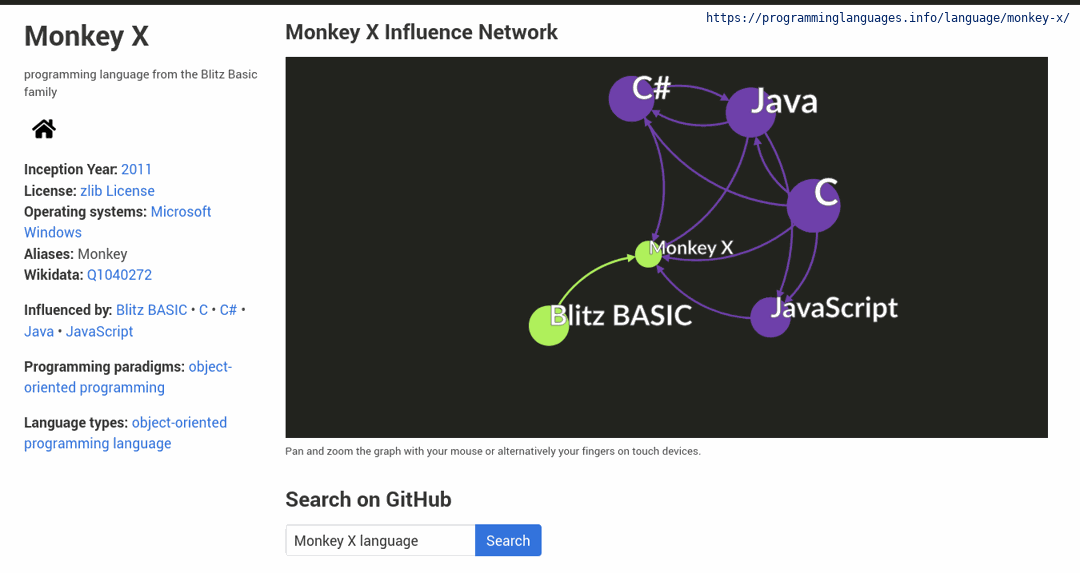 https://programminglanguages.info/language/monkey-x/
Monkey X
programming language from the Blitz Basic
family
Inception Year: 2011
License: zlib License
Operating systems: Microsoft
Windows
Aliases: Monkey
Wikidata: Q1040272
Influenced by: Blitz BASIC • C • C# •
Java • JavaScript
Programming paradigms: object-
oriented programming
Language types: object-oriented
programming language
Monkey X Influence Network
C#
Java
C
Monkey X
JavaScript
Blitz BASIC
Pan and zoom the graph with your mouse or alternatively your fingers on touch devices.
Search on GitHub
Monkey X language
Search